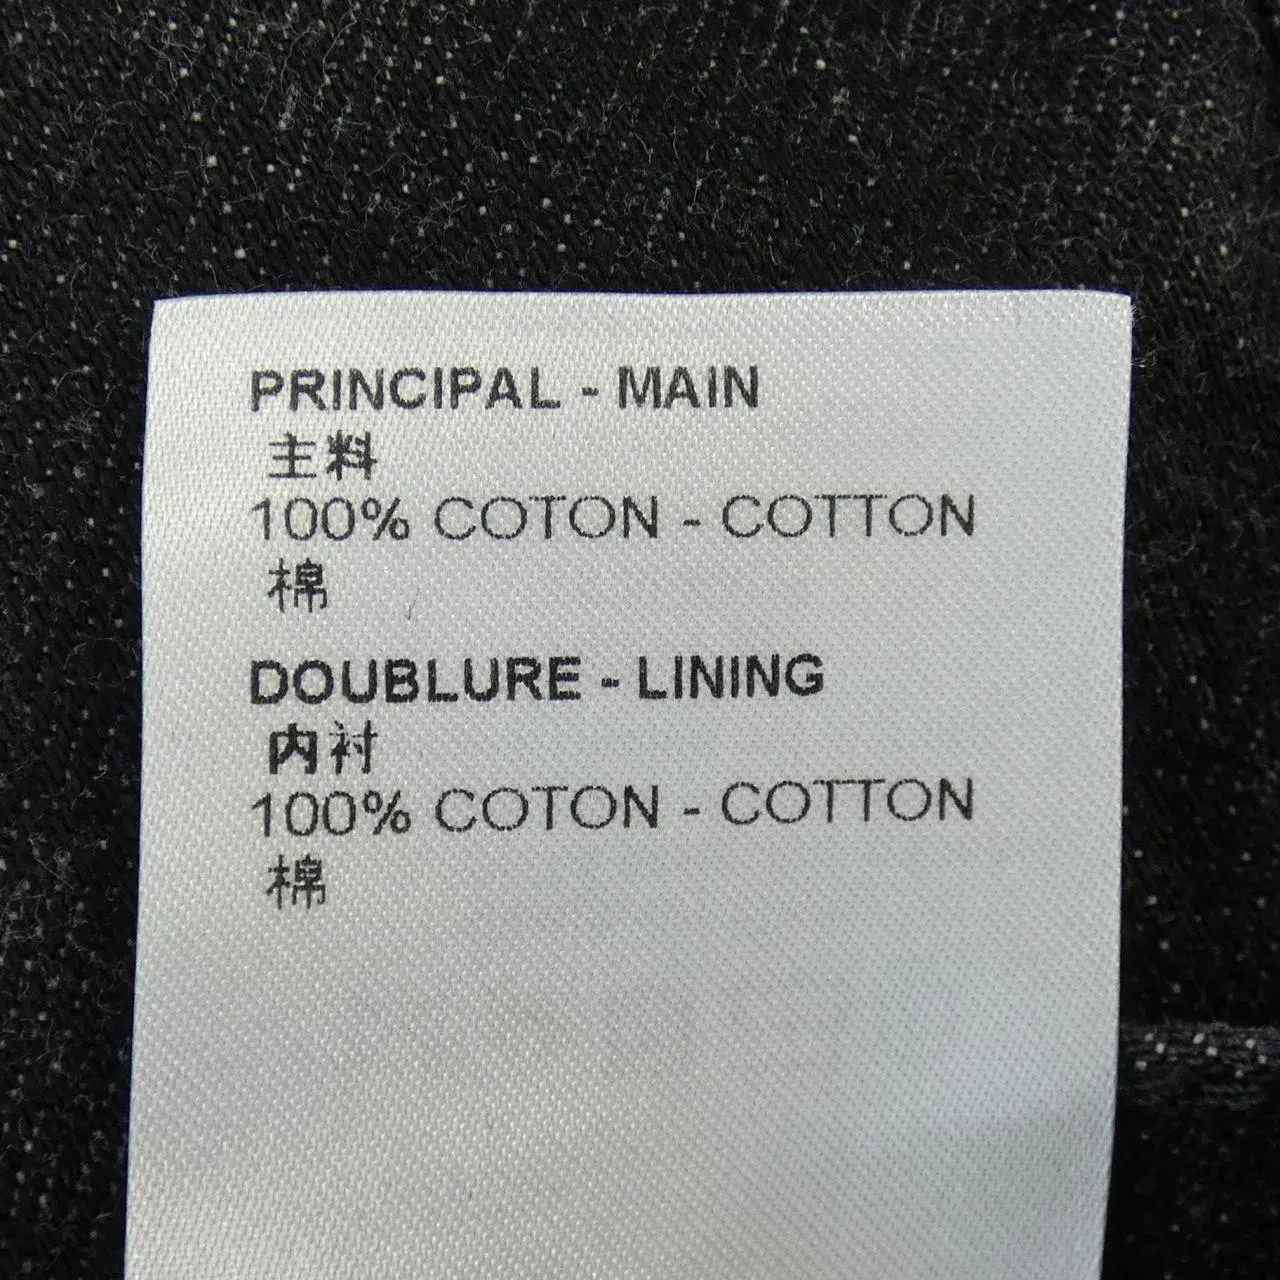 PRINCIPAL - MAIN
主料
100% COTON - COTTON
棉
DOUBLURE - LINING
内衬
100% COTON - COTTON
棉